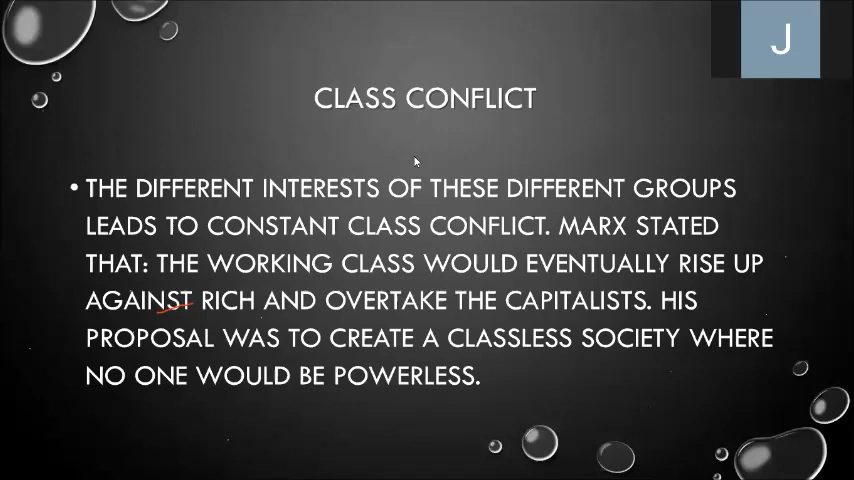 J
CLASS CONFLICT
• THE DIFFERENT INTERESTS OF THESE DIFFERENT GROUPS
LEADS TO CONSTANT CLASS CONFLICT. MARX STATED
THAT: THE WORKING CLASS WOULD EVENTUALLY RISE UP
AGAINST RICH AND OVERTAKE THE CAPITALISTS. HIS
PROPOSAL WAS TO CREATE A CLASSLESS SOCIETY WHERE
NO ONE WOULD BE POWERLESS.